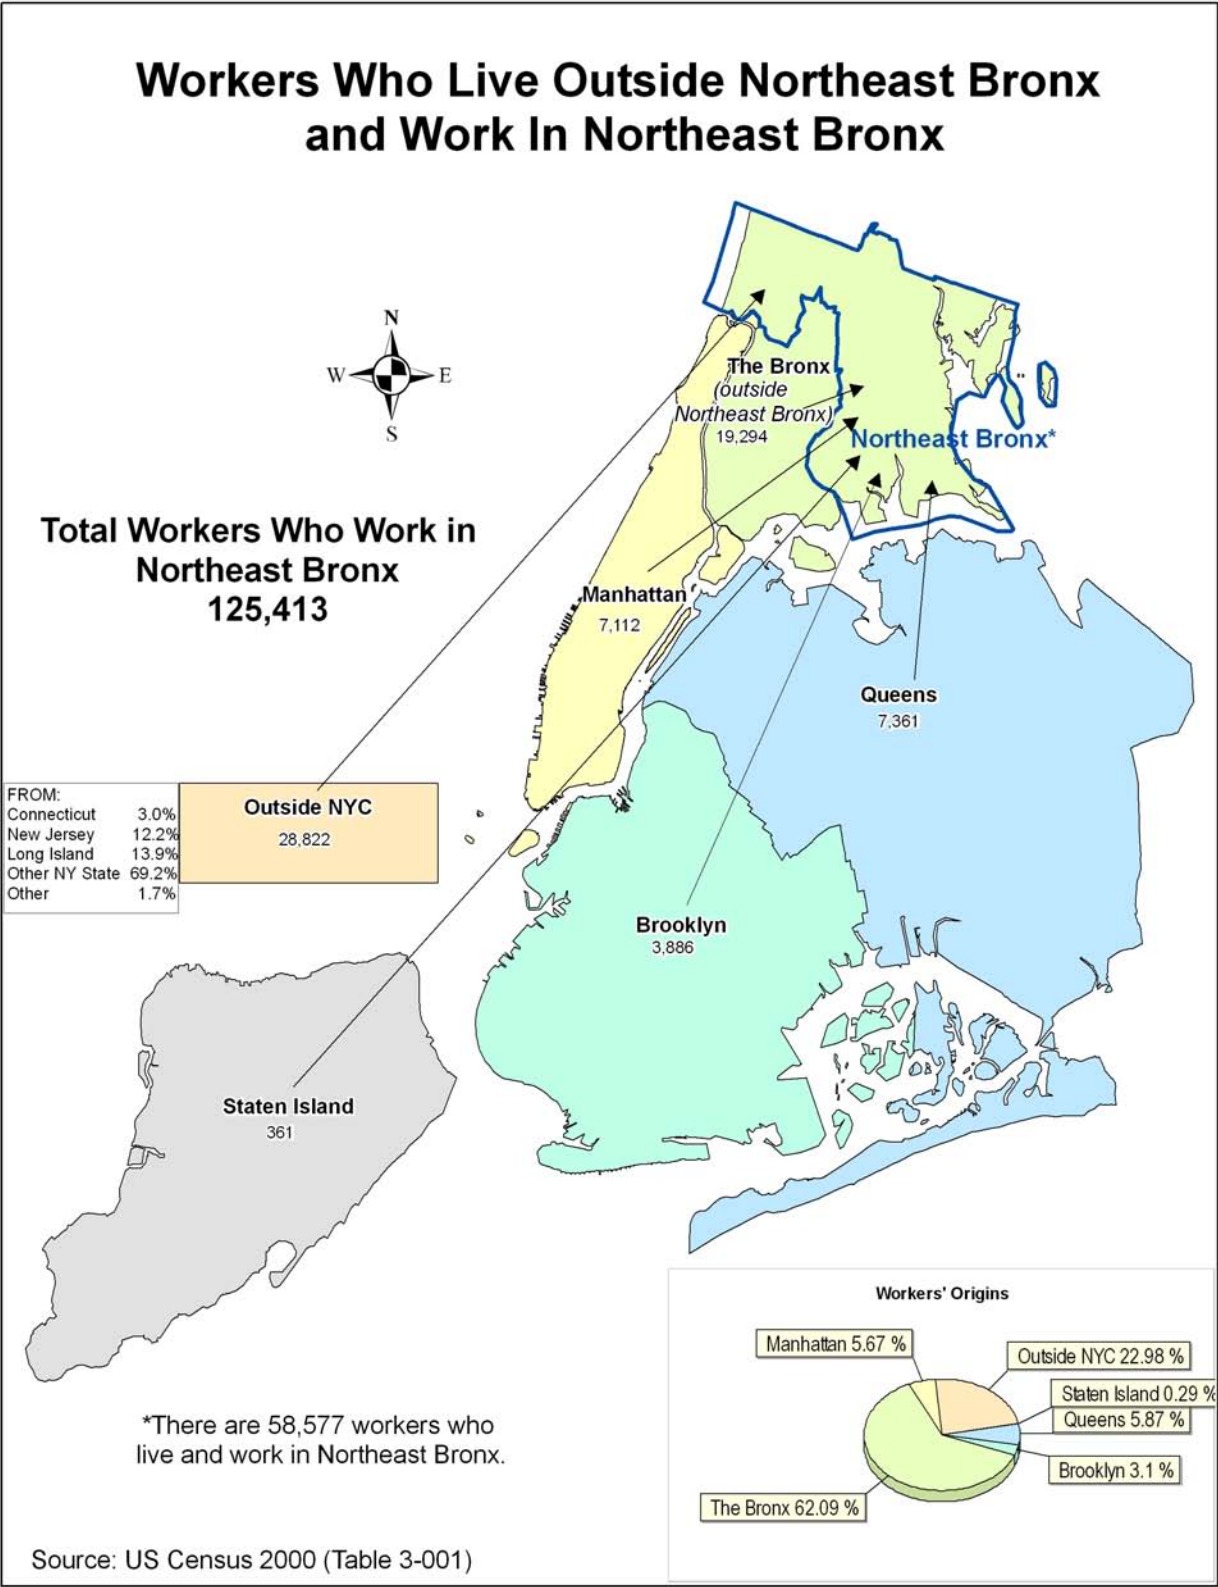 Workers Who Live Outside Northeast Bronx
and Work In Northeast Bronx
N
W
E
S
The Bronx
(outside
Northeast Bronx)
19,294
Northeast Bronx*
Total Workers Who Work in
Northeast Bronx
125,413
Manhattan
7,112
Queens
7,361
FROM:
Connecticut 3.0%
New Jersey 12.2%
Long Island 13.9%
Other NY State 69.2%
Other 1.7%
Outside NYC
28,822
Brooklyn
3,886
Staten Island
361
Workers' Origins
Manhattan 5.67 %
Outside NYC 22.98 %
Staten Island 0.29 %
Queens 5.87 %
Brooklyn 3.1 %
The Bronx 62.09 %
*There are 58,577 workers who
live and work in Northeast Bronx.
Source: US Census 2000 (Table 3-001)